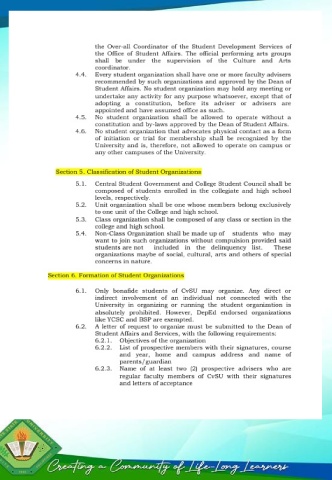 the Over-all Coordinator of the Student Development Services of
the Office of Student Affairs. The official performing arts groups
shall be under the supervision of the Culture and Arts
coordinator.
4.4. Every student organization shall have one or more faculty advisers
recommended by such organizations and approved by the Dean of
Student Affairs. No student organization may hold any meeting or
undertake any activity for any purpose whatsoever, except that of
adopting a constitution, before its adviser or advisers are
appointed and have assumed office as such.
4.5. No student organization shall be allowed to operate without a
constitution and by-laws approved by the Dean of Student Affairs.
4.6. No student organization that advocates physical contact as a form
of initiation or trial for membership shall be recognized by the
University and is, therefore, not allowed to operate on campus or
any other campuses of the University.
Section 5. Classification of Student Organizations
5.1. Central Student Government and College Student Council shall be
composed of students enrolled in the collegiate and high school
levels, respectively.
5.2. Unit organization shall be one whose members belong exclusively
to one unit of the College and high school.
5.3. Class organization shall be composed of any class or section in the
college and high school.
5.4. Non-Class Organization shall be made up of students who may
want to join such organizations without compulsion provided said
students are not included in the delinquency list. These
organizations maybe of social, cultural, arts and others of special
concerns in nature.
Section 6. Formation of Student Organizations
6.1. Only bonafide students of CvSU may organize. Any direct or
indirect involvement of an individual not connected with the
University in organizing or running the student organization is
absolutely prohibited. However, DepEd endorsed organizations
like YCSC and BSP are exempted.
6.2. A letter of request to organize must be submitted to the Dean of
Student Affairs and Services, with the following requirements:
6.2.1. Objectives of the organization
6.2.2. List of prospective members with their signatures, course
and year, home and campus address and name of
parents/guardian
6.2.3. Name of at least two (2) prospective advisers who are
regular faculty members of CvSU with their signatures
and letters of acceptance
Creating a Community of Life-Long Learners